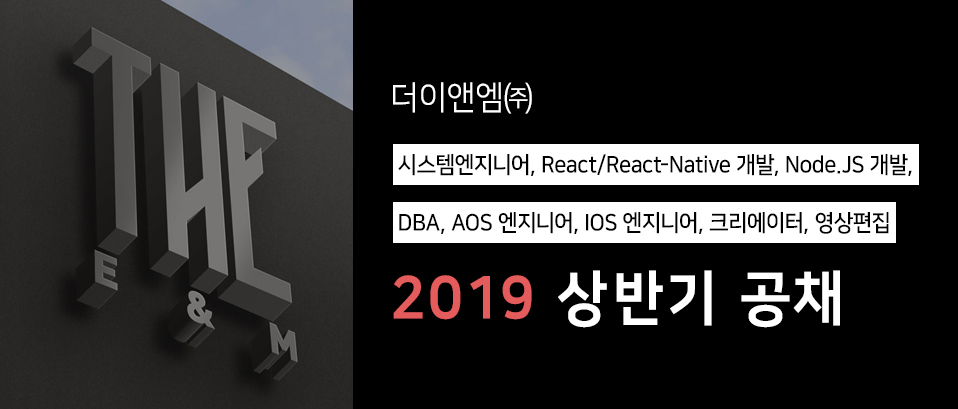 THE
E & M
더이앤엠㈜
시스템엔지니어, React/React-Native 개발, Node.JS 개발,
DBA, AOS 엔지니어, IOS 엔지니어, 크리에이터, 영상편집
2019 상반기 공채